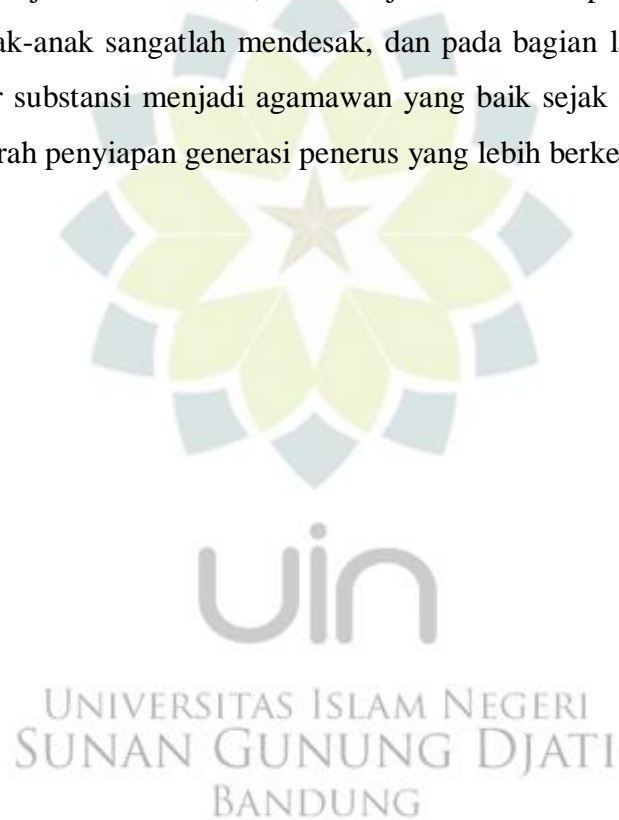 ak-anak sangatlah mendesak, dan pada bagian l
substansi menjadi agamawan yang baik sejak
rah penyiapan generasi penerus yang lebih berke
uin
UNIVERSITAS ISLAM NEGERI
SUNAN GUNUNG DJATI
BANDUNG